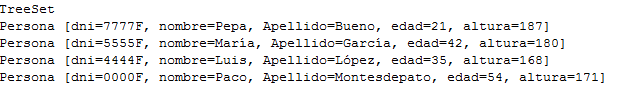 TreeSet
Persona [dni=7777F, nombre=Pepa, Apellido=Bueno, edad=21, altura=187]
Persona [dni=5555F, nombre=María, Apellido=García, edad=42, altura=180]
Persona [dni=4444F, nombre=Luis, Apellido=López, edad=35, altura=168]
Persona [dni=0000F, nombre=Paco, Apellido=Montesdepato, edad=54, altura=171]